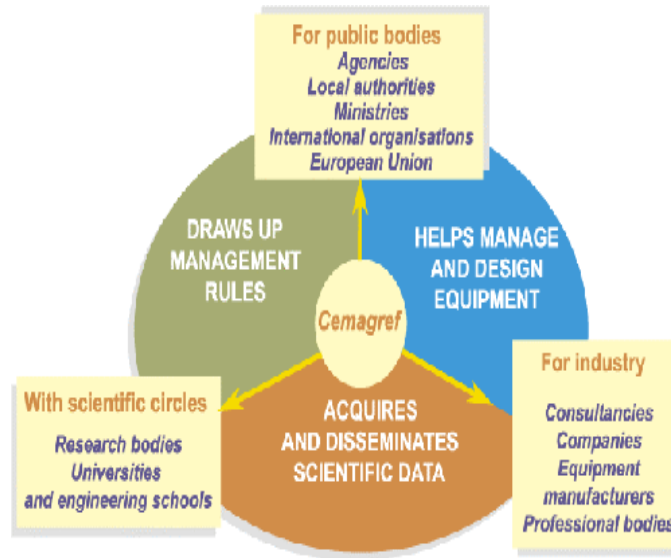 For public bodies
Agencies
Local authorities
Ministries
International organisations
European Union
DRAWS UP
MANAGEMENT
RULES
HELPS MANAGE
AND DESIGN
EQUIPMENT
Cemagref
With scientific circles
Research bodies
Universities
and engineering schools
ACQUIRES
AND DISSEMINATES
SCIENTIFIC DATA
For industry
Consultancies
Companies
Equipment
manufacturers
Professional bodies